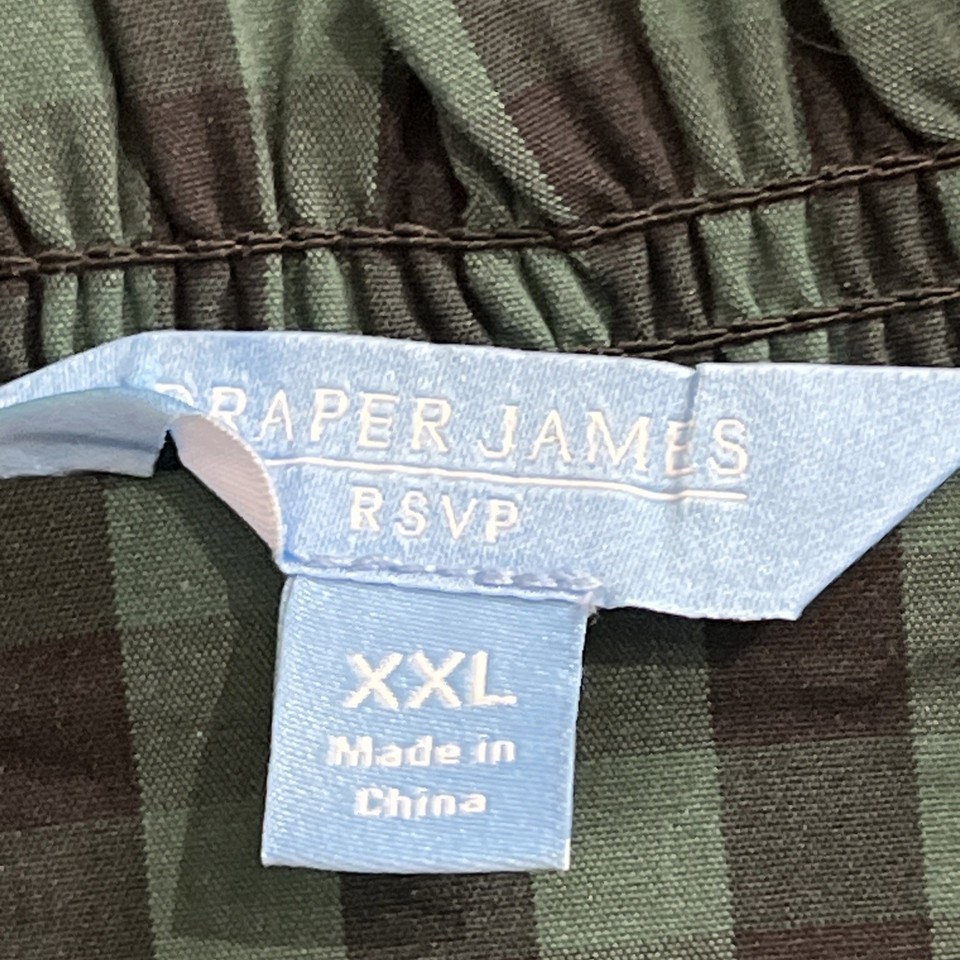 DRAPER JAMES
RSVP
XXL
Made in
China